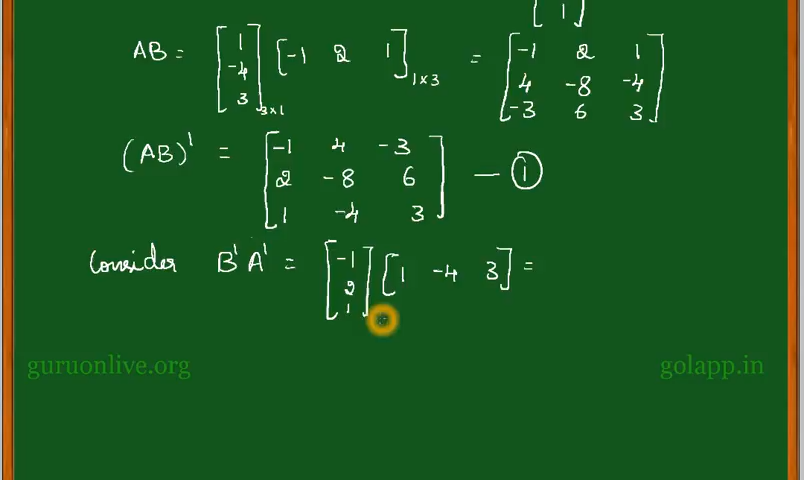 [ 1 ]
AB = [ 1 -4 3 ]3×1 [ -1 2 1 ]1×3 = [ -1 2 1
4 -8 -4
-3 6 3 ]
(AB)' = [ -1 4 -3
2 -8 6
1 -4 3 ] — ①
Consider B'A' = [ -1 2 1 ] [ 1 -4 3 ] =
guruonlive.org golapp.in